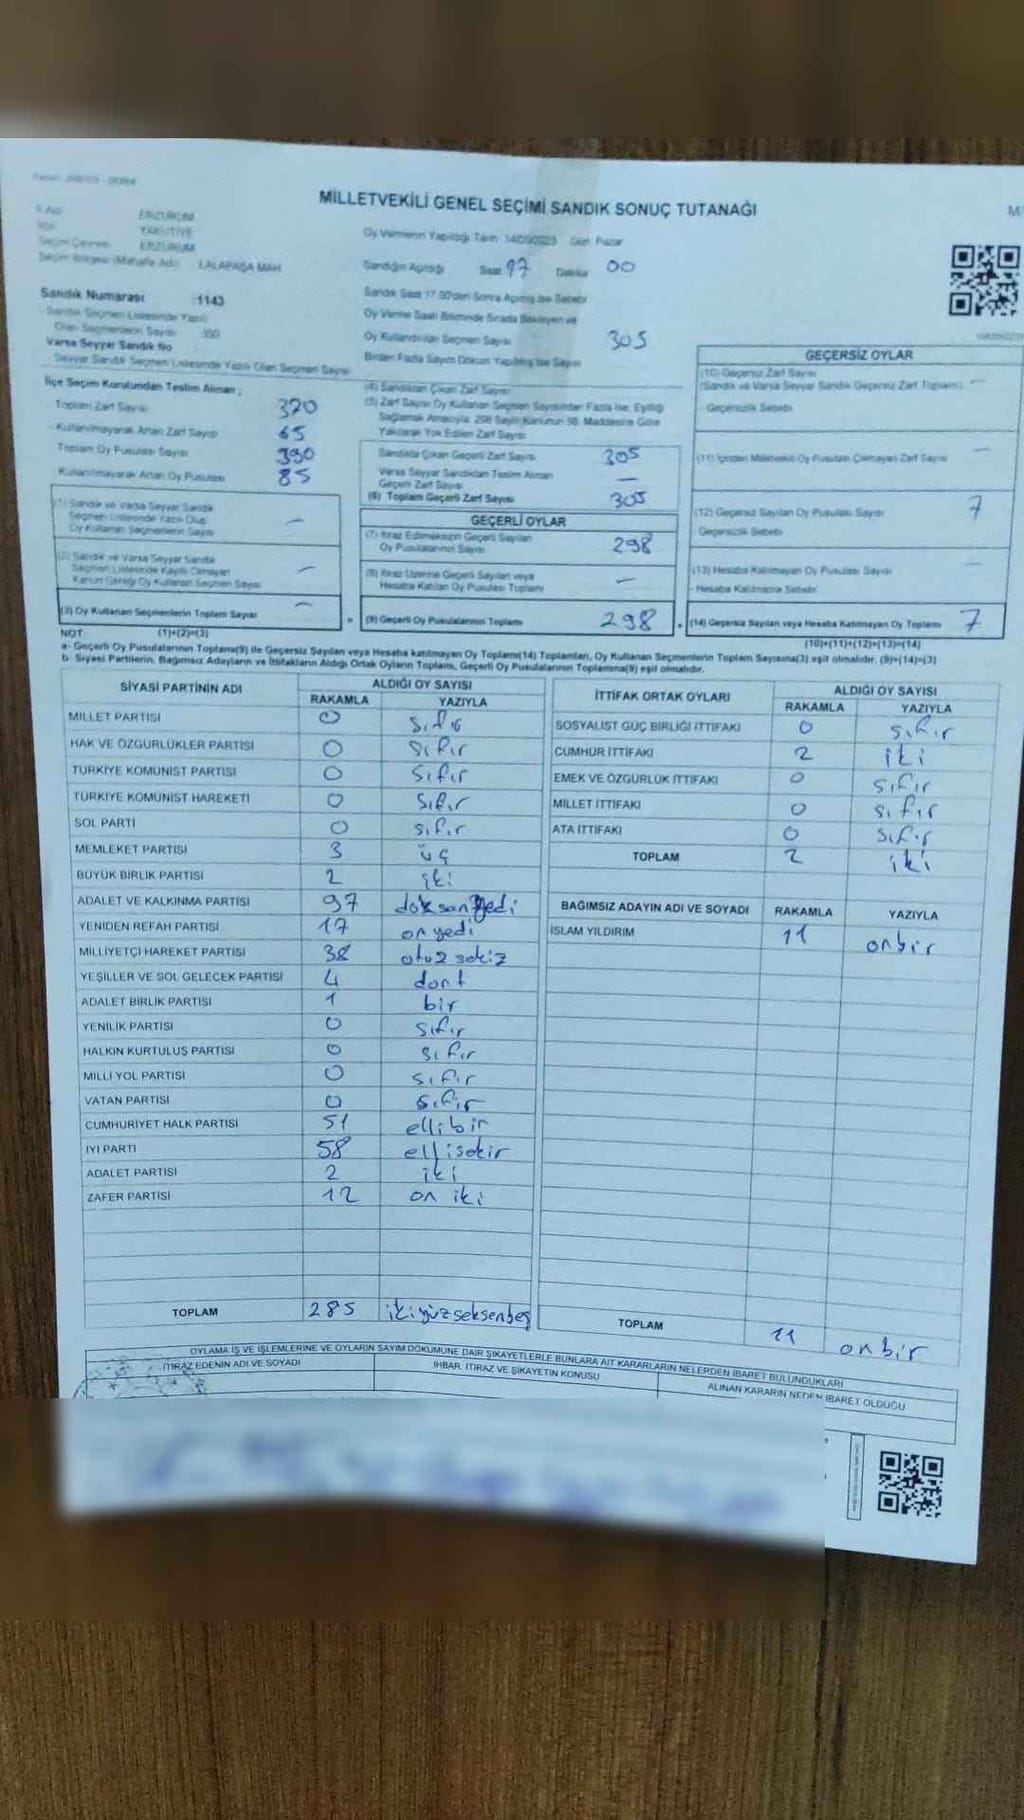 MİLLETVEKİLİ GENEL SEÇİMİ SANDIK SONUÇ TUTANAĞI
İl Adı ERZURUM
İlçe YAKUTİYE
Seçim Çevresi ERZURUM
Seçim Bölgesi (Mahalle Adı) LALAPAŞA MAH
Oy Vermenin Yapıldığı Tarih: 14/05/2023 Gün: Pazar
Sandığın Açıldığı Saat 17 Dakika 00
Sandık Saat 17.00'den Sonra Açılmış İse Sebebi
Sandık Numarası :1143
Sandık Seçmen Listesinde Yazılı
Olan Seçmenlerin Sayısı 350
Varsa Seyyar Sandık No
Seyyar Sandık Seçmen Listesinde Yazılı Olan Seçmen Sayısı
Oy Verme Saati Bitiminde Sırada Bekleyen ve
Oy Kullandırılan Seçmen Sayısı 305
Birden Fazla Sayım Döküm Yapılmış İse Sayısı
İlçe Seçim Kurulundan Teslim Alınan ;
Toplam Zarf Sayısı 370
Kullanılmayarak Artan Zarf Sayısı 65
Toplam Oy Pusulası Sayısı 390
Kullanılmayarak Artan Oy Pusulası 85
(1) Sandık ve Varsa Seyyar Sandık
Seçmen Listesinde Yazılı Olup
Oy Kullanan Seçmenlerin Sayısı —
(2) Sandık ve Varsa Seyyar Sandık
Seçmen Listesinde Kayıtlı Olmayan
Kanun Gereği Oy Kullanan Seçmen Sayısı —
(3) Oy Kullanan Seçmenlerin Toplam Sayısı —
(4) Sandıktan Çıkan Zarf Sayısı
(5) Zarf Sayısı Oy Kullanan Seçmen Sayısından Fazla İse, Eşitliği
Sağlamak Amacıyla, 298 Sayılı Kanunun 98. Maddesine Göre
Yakılarak Yok Edilen Zarf Sayısı
Sandıkta Çıkan Geçerli Zarf Sayısı 305
Varsa Seyyar Sandıktan Teslim Alınan
Geçerli Zarf Sayısı —
(6) Toplam Geçerli Zarf Sayısı 305
GEÇERLİ OYLAR
(7) İtiraz Edilmeksizin Geçerli Sayılan
Oy Pusulalarının Sayısı 298
(8) İtiraz Üzerine Geçerli Sayılan veya
Hesaba Katılan Oy Pusulası Toplamı —
(9) Geçerli Oy Pusulalarının Toplamı 298
GEÇERSİZ OYLAR
(10) Geçersiz Zarf Sayısı
(Sandık ve Varsa Seyyar Sandık Geçersiz Zarf Toplamı) —
Geçersizlik Sebebi
(11) İçinden Milletvekili Oy Pusulası Çıkmayan Zarf Sayısı —
(12) Geçersiz Sayılan Oy Pusulası Sayısı 7
Geçersizlik Sebebi
(13) Hesaba Katılmayan Oy Pusulası Sayısı —
Hesaba Katılmama Sebebi
(14) Geçersiz Sayılan veya Hesaba Katılmayan Oy Toplamı 7
NOT (1)+(2)=(3) (10)+(11)+(12)+(13)=(14)
a- Geçerli Oy Pusulalarının Toplamı(9) ile Geçersiz Sayılan veya Hesaba katılmayan Oy Toplamı(14) Toplamları, Oy Kullanan Seçmenlerin Toplam Sayısına(3) eşit olmalıdır. (9)+(14)=(3)
b- Siyasi Partilerin, Bağımsız Adayların ve İttifakların Aldığı Ortak Oyların Toplamı, Geçerli Oy Pusulalarının Toplamına(9) eşit olmalıdır.
SİYASİ PARTİNİN ADI ALDIĞI OY SAYISI
RAKAMLA YAZIYLA
MİLLET PARTİSİ 0 sıfır
HAK VE ÖZGÜRLÜKLER PARTİSİ 0 sıfır
TÜRKİYE KOMÜNİST PARTİSİ 0 sıfır
TÜRKİYE KOMÜNİST HAREKETİ 0 sıfır
SOL PARTİ 0 sıfır
MEMLEKET PARTİSİ 3 üç
BÜYÜK BİRLİK PARTİSİ 2 iki
ADALET VE KALKINMA PARTİSİ 97 doksanyedi
YENİDEN REFAH PARTİSİ 17 onyedi
MİLLİYETÇİ HAREKET PARTİSİ 38 otuz sekiz
YEŞİLLER VE SOL GELECEK PARTİSİ 4 dort
ADALET BİRLİK PARTİSİ 1 bir
YENİLİK PARTİSİ 0 sıfır
HALKIN KURTULUŞ PARTİSİ 0 sıfır
MİLLİ YOL PARTİSİ 0 sıfır
VATAN PARTİSİ 0 sıfır
CUMHURİYET HALK PARTİSİ 51 ellibir
İYİ PARTİ 58 ellisekiz
ADALET PARTİSİ 2 iki
ZAFER PARTİSİ 12 on iki
TOPLAM 285 ikiyüzseksenbeş
İTTİFAK ORTAK OYLARI ALDIĞI OY SAYISI
RAKAMLA YAZIYLA
SOSYALİST GÜÇ BİRLİĞİ İTTİFAKI 0 sıfır
CUMHUR İTTİFAKI 2 iki
EMEK VE ÖZGÜRLÜK İTTİFAKI 0 sıfır
MİLLET İTTİFAKI 0 sıfır
ATA İTTİFAKI 0 sıfır
TOPLAM 2 iki
BAĞIMSIZ ADAYIN ADI VE SOYADI RAKAMLA YAZIYLA
İSLAM YILDIRIM 11 onbir
TOPLAM 11 onbir
OYLAMA İŞ VE İŞLEMLERİNE VE OYLARIN SAYIM DÖKÜMÜNE DAİR ŞİKAYETLERLE BUNLARA AİT KARARLARIN NELERDEN İBARET BULUNDUKLARI
İTİRAZ EDENİN ADI VE SOYADI
İHBAR, İTİRAZ VE ŞİKAYETİN KONUSU
ALINAN KARARIN NEDEN İBARET OLDUĞU